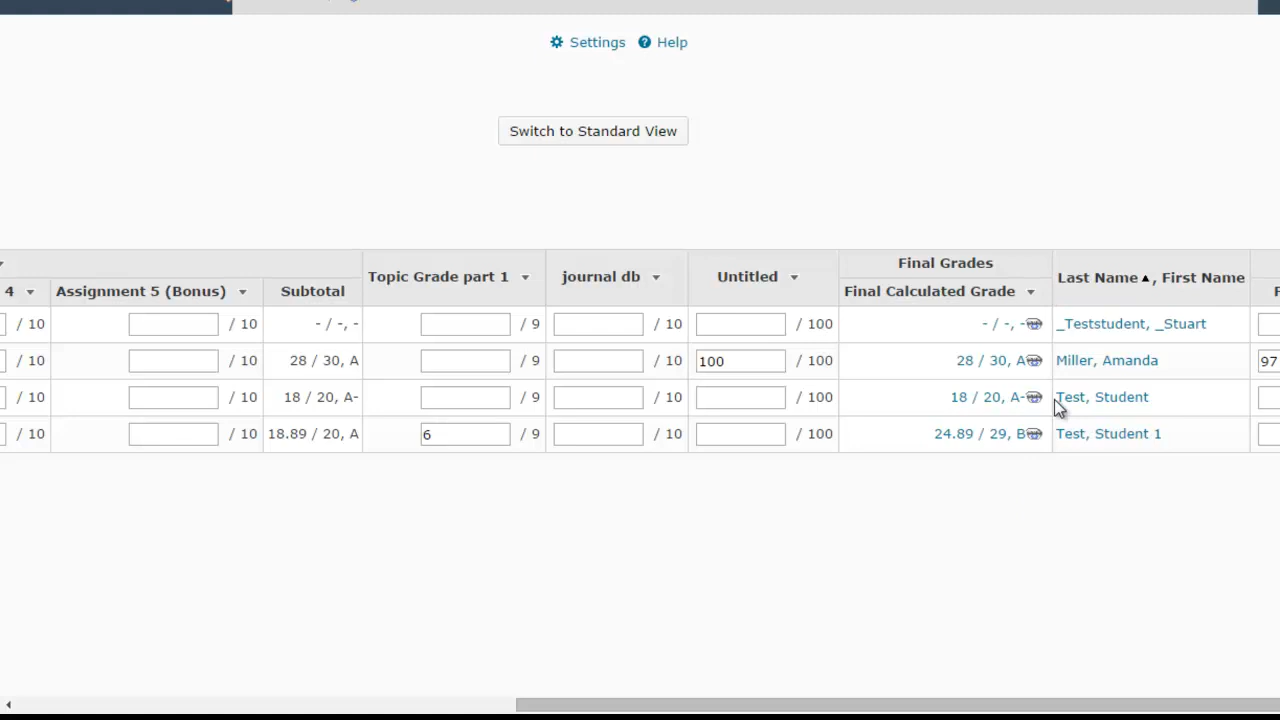 Settings Help
Switch to Standard View
4 Assignment 5 (Bonus) Subtotal Topic Grade part 1 journal db Untitled Final Grades Final Calculated Grade Last Name ▲, First Name F
/ 10 / 10 - / -, - / 9 / 10 / 100 - / -, - _Teststudent, _Stuart
/ 10 / 10 28 / 30, A / 9 / 10 100 / 100 28 / 30, A Miller, Amanda 97
/ 10 / 10 18 / 20, A- / 9 / 10 / 100 18 / 20, A- Test, Student
/ 10 / 10 18.89 / 20, A 6 / 9 / 10 / 100 24.89 / 29, B Test, Student 1